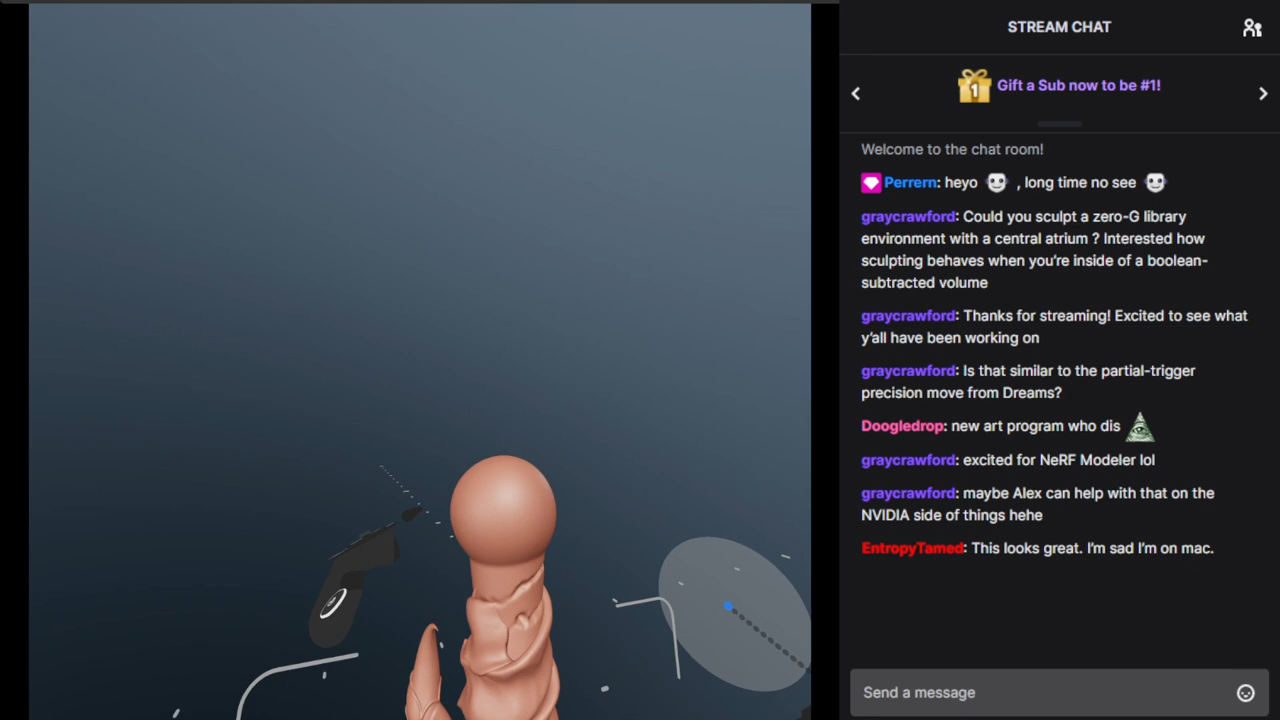 STREAM CHAT
1 Gift a Sub now to be #1!
Welcome to the chat room!
Perrern: heyo , long time no see
graycrawford: Could you sculpt a zero-G library
environment with a central atrium ? Interested how
sculpting behaves when you're inside of a boolean-
subtracted volume
graycrawford: Thanks for streaming! Excited to see what
y'all have been working on
graycrawford: Is that similar to the partial-trigger
precision move from Dreams?
Doogledrop: new art program who dis
graycrawford: excited for NeRF Modeler lol
graycrawford: maybe Alex can help with that on the
NVIDIA side of things hehe
EntropyTamed: This looks great. I'm sad I'm on mac.
Send a message